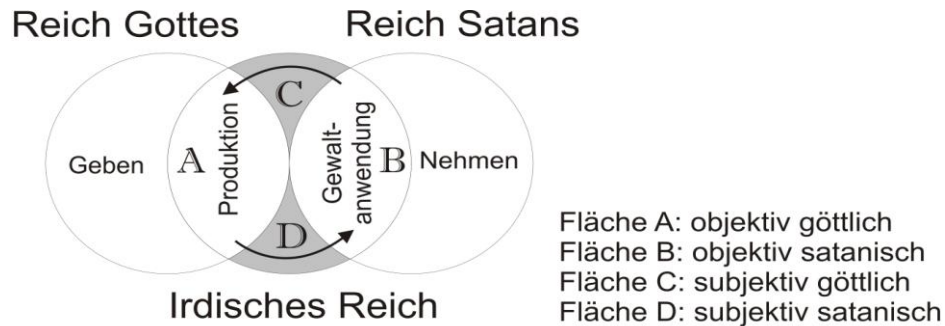 Reich Gottes
Reich Satans
C
Geben
A
Produktion
Gewalt-
anwendung
B
Nehmen
D
Irdisches Reich
Fläche A: objektiv göttlich
Fläche B: objektiv satanisch
Fläche C: subjektiv göttlich
Fläche D: subjektiv satanisch